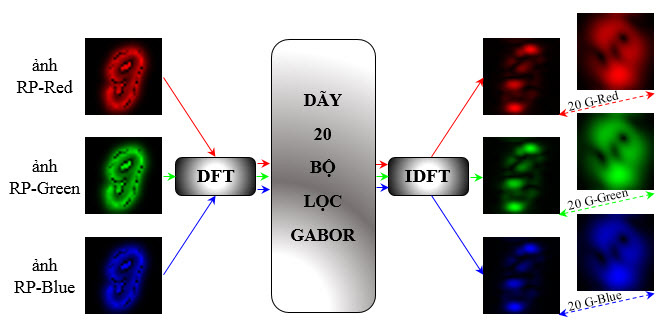 ảnh
RP-Red
ảnh
RP-Green
ảnh
RP-Blue
DFT
DÃY
20
BỘ
LỌC
GABOR
IDFT
20 G-Red
20 G-Green
20 G-Blue